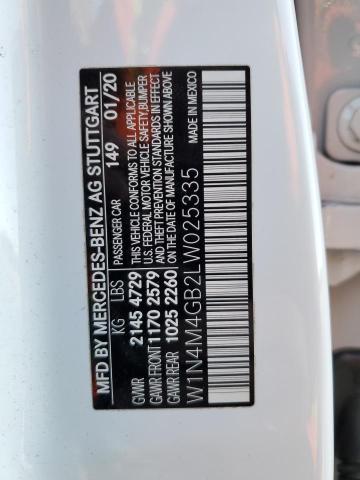 MFD BY MERCEDES-BENZ AG STUTTGART
PASSENGER CAR 149 01/20
KG LBS
THIS VEHICLE CONFORMS TO ALL APPLICABLE
U.S. FEDERAL MOTOR VEHICLE SAFETY, BUMPER
AND THEFT PREVENTION STANDARDS IN EFFECT
ON THE DATE OF MANUFACTURE SHOWN ABOVE
GVWR 2145 4729
GAWR FRONT 1170 2579
GAWR REAR 1025 2260
W1N4M4GB2LW025335
MADE IN MEXICO